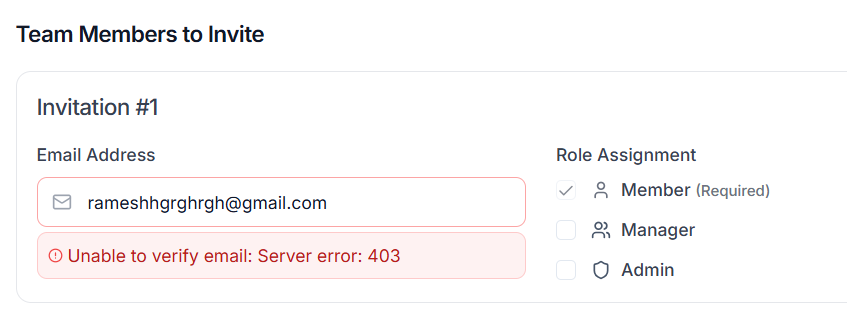 Team Members to Invite
Invitation #1
Email Address
rameshhgrghrgh@gmail.com
Unable to verify email: Server error: 403
Role Assignment
Member (Required)
Manager
Admin